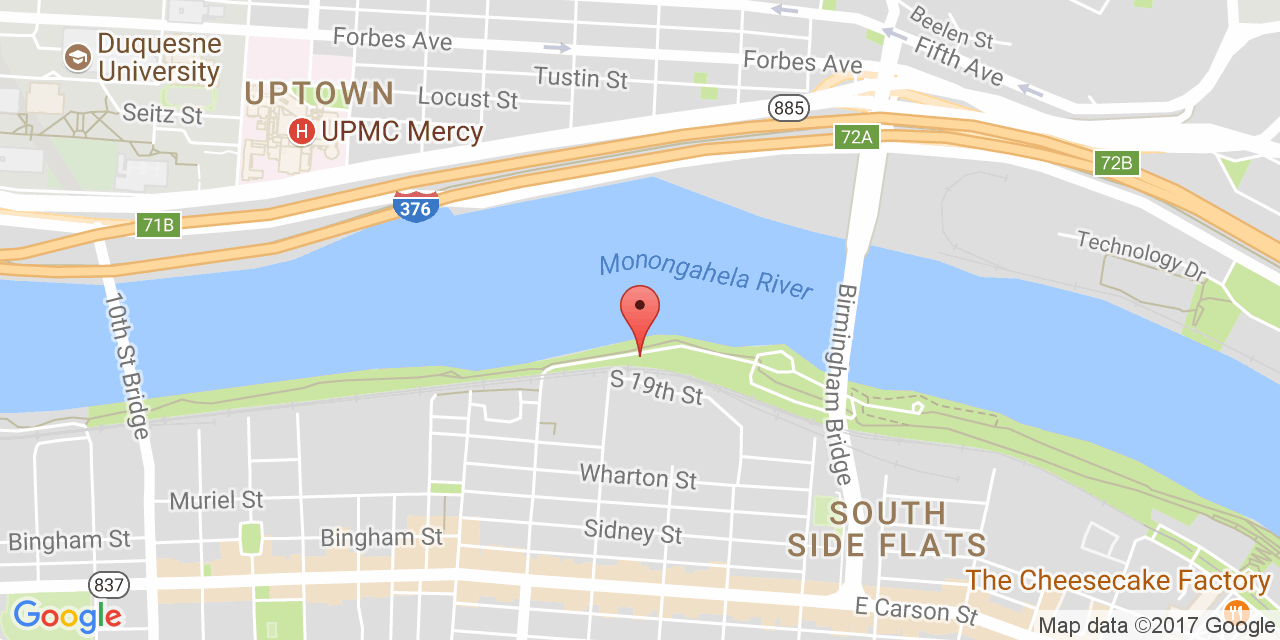 Beelen St
Forbes Ave
Duquesne
University
Fifth Ave
Forbes Ave
Tustin St
UPTOWN
Locust St
Seitz St
885
H UPMC Mercy
72A
72B
376
71B
Technology Dr
Monongahela River
10th St Bridge
Birmingham Bridge
S 19th St
Wharton St
Muriel St
SOUTH
SIDE FLATS
Sidney St
Bingham St
Bingham St
The Cheesecake Factory
837
E Carson St
Google
Map data ©2017 Google